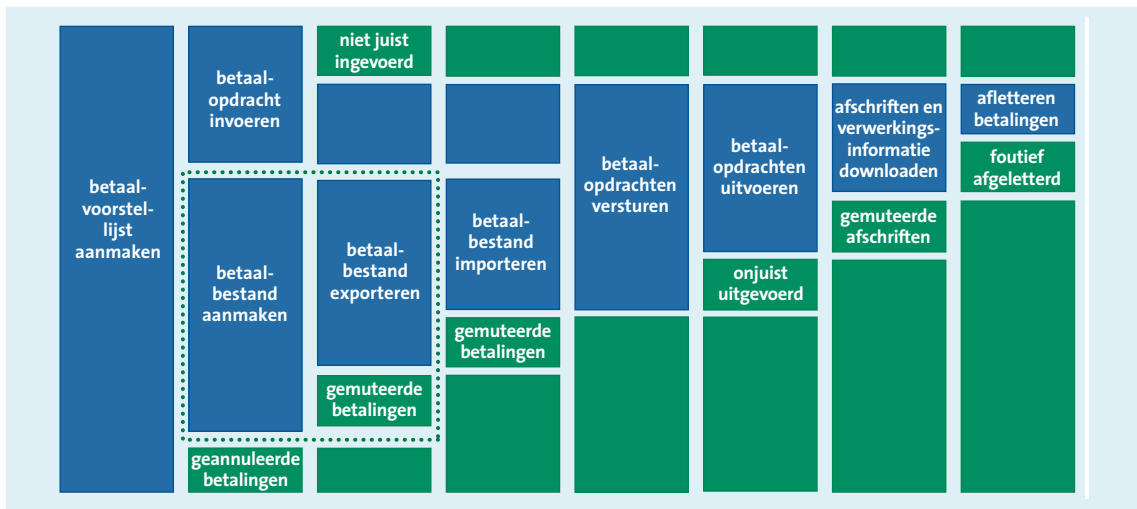 betaal-
voorstel-
lijst
aanmaken
betaal-
opdracht
invoeren
betaal-
bestand
aanmaken
geannuleerde
betalingen
niet juist
ingevoerd
betaal-
bestand
exporteren
gemuteerde
betalingen
betaal-
bestand
importeren
gemuteerde
betalingen
betaal-
opdrachten
versturen
betaal-
opdrachten
uitvoeren
onjuist
uitgevoerd
afschriften en
verwerkings-
informatie
downloaden
gemuteerde
afschriften
afletteren
betalingen
foutief
afgeletterd